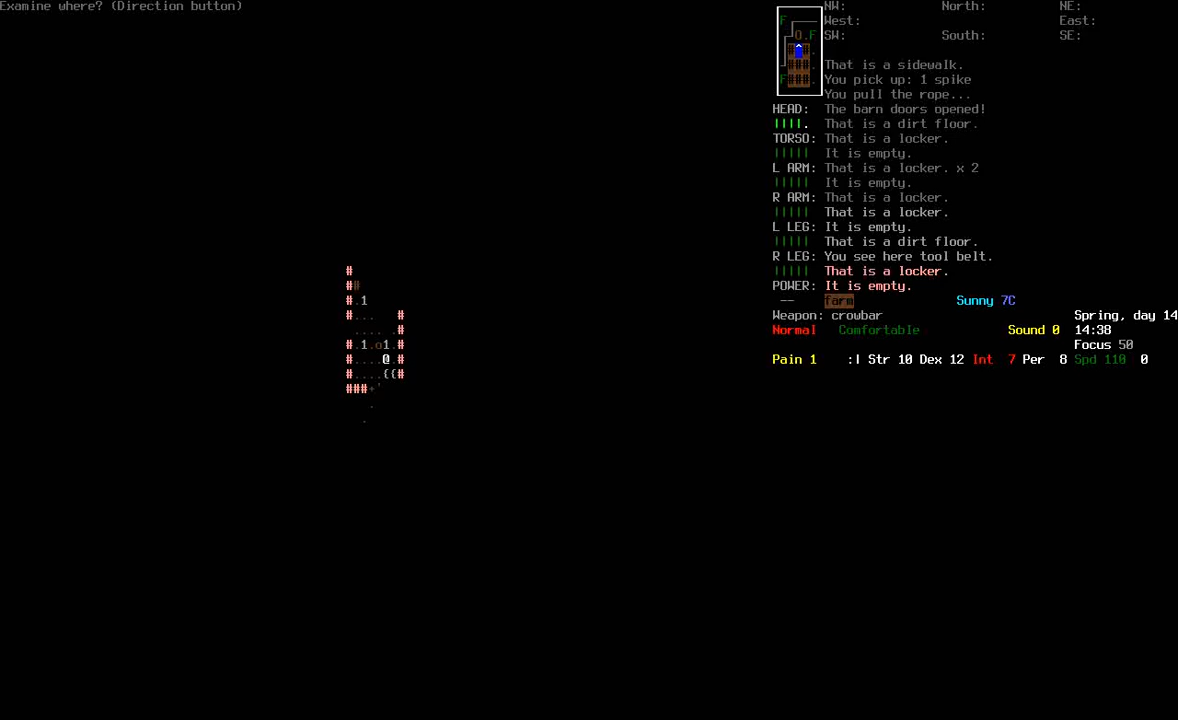 Examine where? (Direction button)
NW: North: NE:
West: East:
SW: South: SE:
That is a sidewalk.
You pick up: 1 spike
You pull the rope...
HEAD: The barn doors opened!
||||. That is a dirt floor.
TORSO: That is a locker.
||||| It is empty.
L ARM: That is a locker. x 2
||||| It is empty.
R ARM: That is a locker.
||||| That is a locker.
L LEG: It is empty.
||||| That is a dirt floor.
R LEG: You see here tool belt.
||||| That is a locker.
POWER: It is empty.
-- farm Sunny 7C
Weapon: crowbar Spring, day 14
Normal Comfortable Sound 0 14:38
Focus 50
Pain 1 :| Str 10 Dex 12 Int 7 Per 8 Spd 110 0